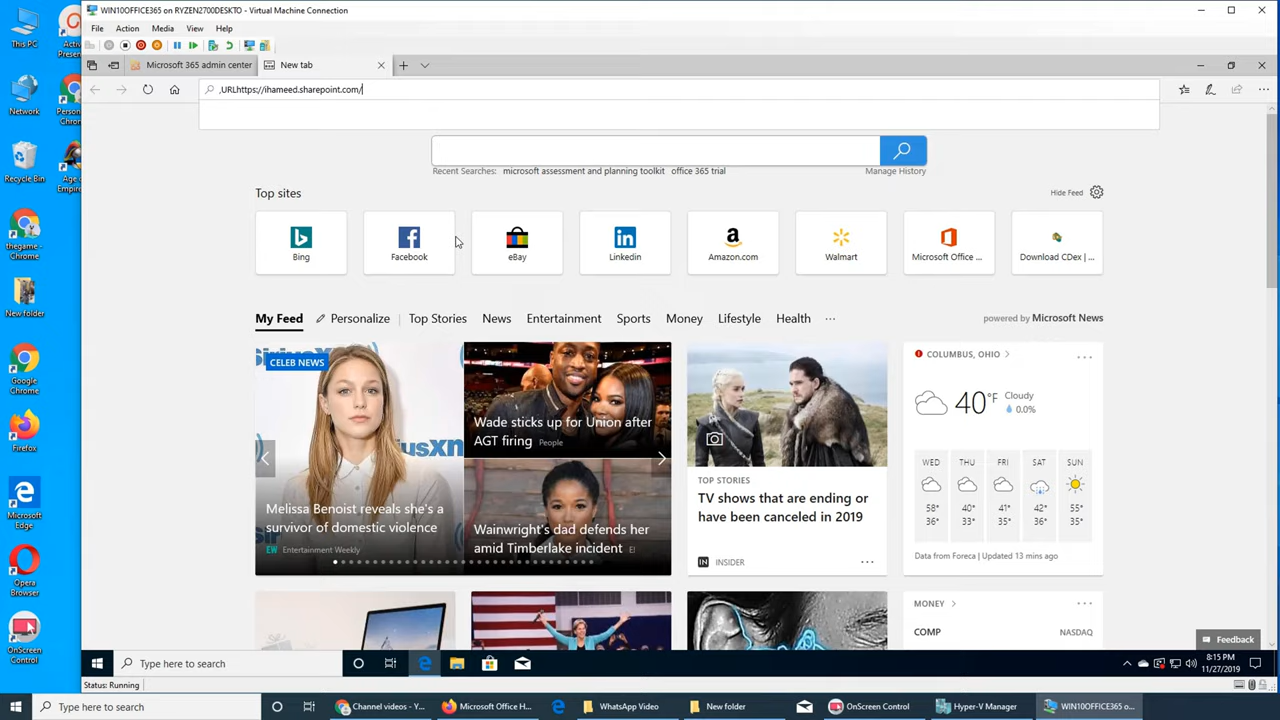 WIN10OFFICE365 on RYZEN2700DESKTO - Virtual Machine Connection
File Action Media View Help
Microsoft 365 admin center
New tab
,URLhttps://ihameed.sharepoint.com/
Recent Searches: microsoft assessment and planning toolkit office 365 trial
Manage History
Top sites
Hide Feed
Bing
Facebook
eBay
Linkedin
Amazon.com
Walmart
Microsoft Office ...
Download CDex | ...
My Feed
Personalize
Top Stories
News
Entertainment
Sports
Money
Lifestyle
Health
powered by Microsoft News
CELEB NEWS
Melissa Benoist reveals she's a
survivor of domestic violence
EW Entertainment Weekly
Wade sticks up for Union after
AGT firing People
Wainwright's dad defends her
amid Timberlake incident
TOP STORIES
TV shows that are ending or
have been canceled in 2019
IN INSIDER
COLUMBUS, OHIO
40°F
Cloudy
0.0%
WED THU FRI SAT SUN
58° 40° 41° 42° 55°
36° 33° 35° 36° 35°
Data from Foreca | Updated 13 mins ago
MONEY
COMP NASDAQ
Feedback
Type here to search
8:15 PM
11/27/2019
Status: Running
This PC
Network
Recycle Bin
thegame -
Chrome
New folder
Google
Chrome
Firefox
Microsoft
Edge
Opera
Browser
OnScreen
Control
Type here to search
Channel videos - Y...
Microsoft Office H...
WhatsApp Video
New folder
OnScreen Control
Hyper-V Manager
WIN10OFFICE365 o...